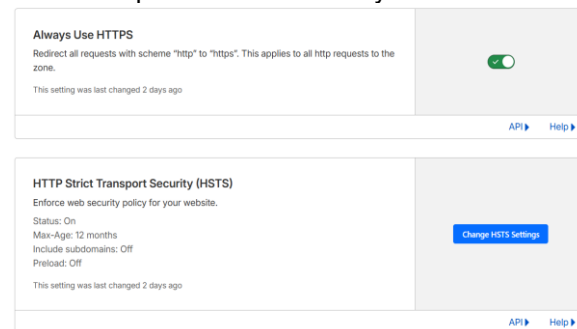 Always Use HTTPS
Redirect all requests with scheme “http” to “https”. This applies to all http requests to the
zone.
This setting was last changed 2 days ago
API
Help
HTTP Strict Transport Security (HSTS)
Enforce web security policy for your website.
Status: On
Max-Age: 12 months
Include subdomains: Off
Preload: Off
Change HSTS Settings
This setting was last changed 2 days ago
API
Help